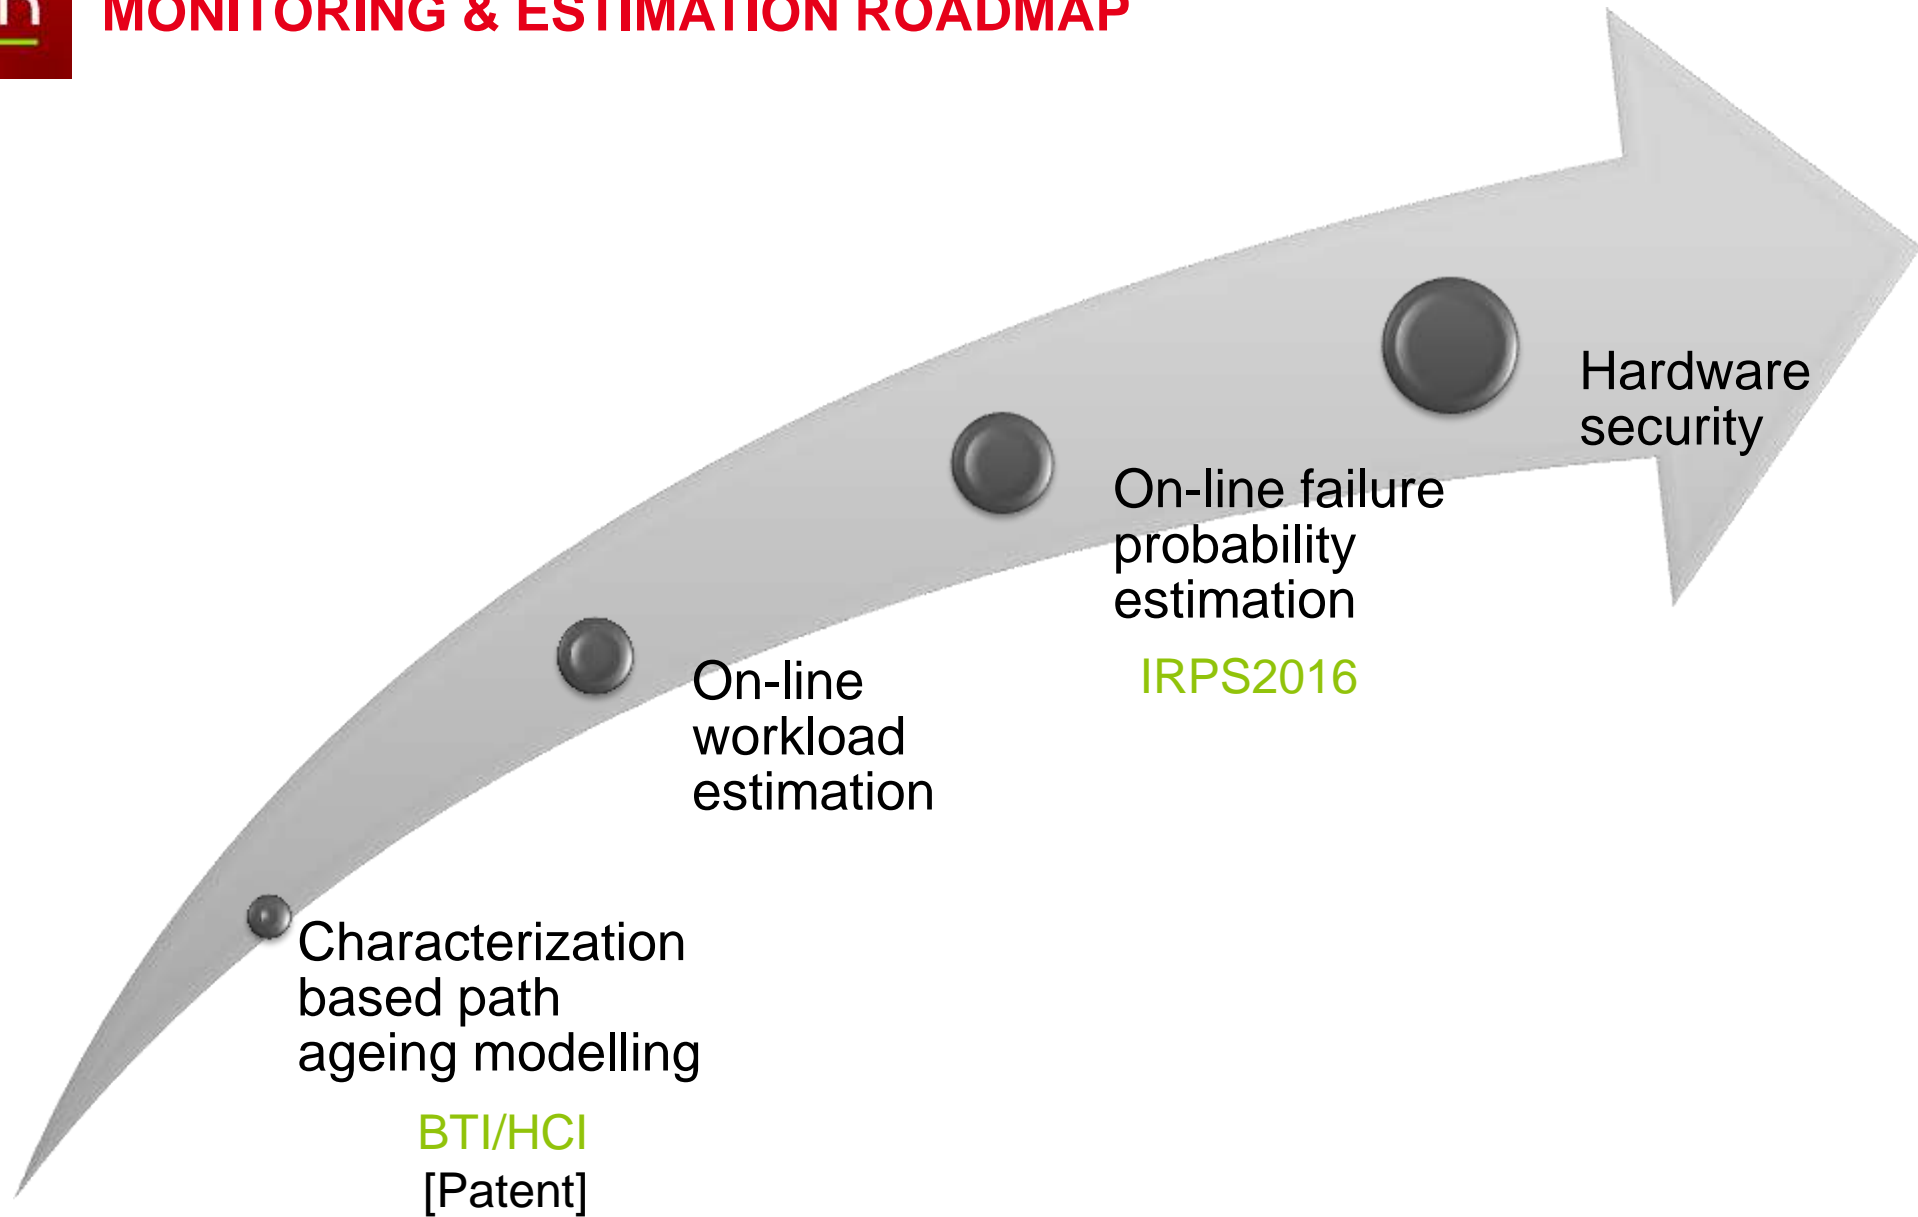 MONITORING & ESTIMATION ROADMAP
Hardware
security
On-line failure
probability
estimation
IRPS2016
On-line
workload
estimation
Characterization
based path
ageing modelling
BTI/HCI
[Patent]